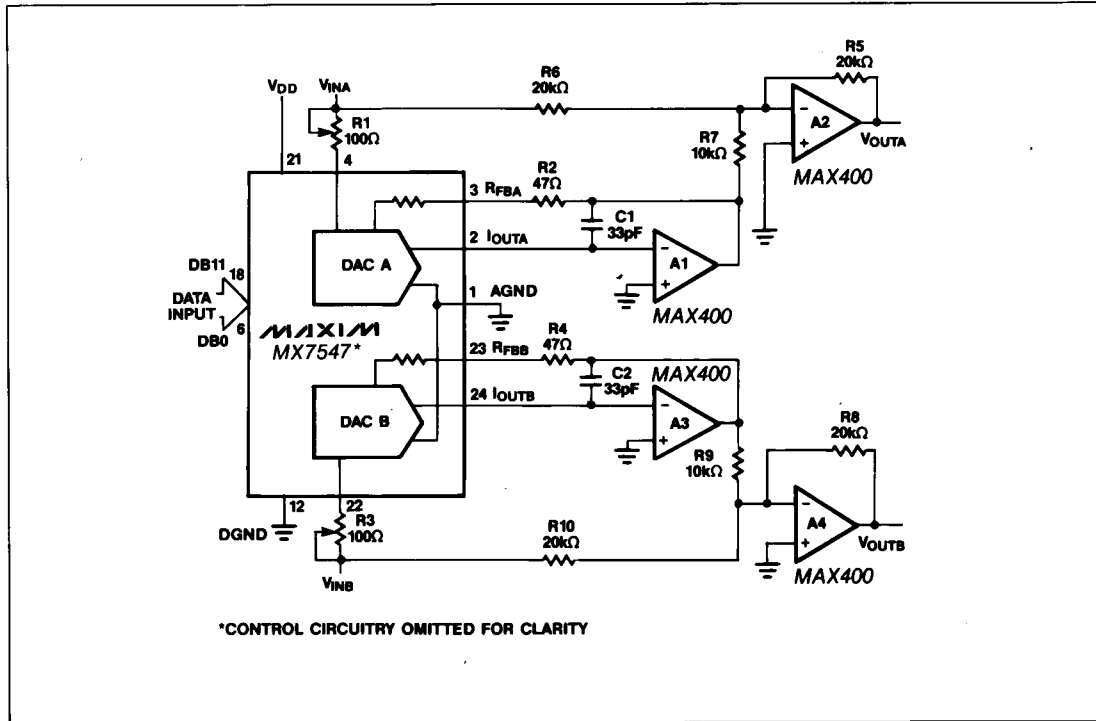 R5
20kΩ
R6
20kΩ
VDD
VINA
R1
100Ω
A2
VOUTA
R7
10kΩ
MAX400
21
4
3 RFBA
R2
47Ω
C1
33pF
2 IOUTA
DAC A
A1
DB11
18
DATA
INPUT
6
DB0
1 AGND
MAX400
MAXIM
MX7547*
R4
47Ω
23 RFBB
MAX400
C2
33pF
24 IOUTB
DAC B
A3
R8
20kΩ
R9
10kΩ
12
22
DGND
R3
100Ω
R10
20kΩ
A4
VOUTB
VINB
MAX400
*CONTROL CIRCUITRY OMITTED FOR CLARITY